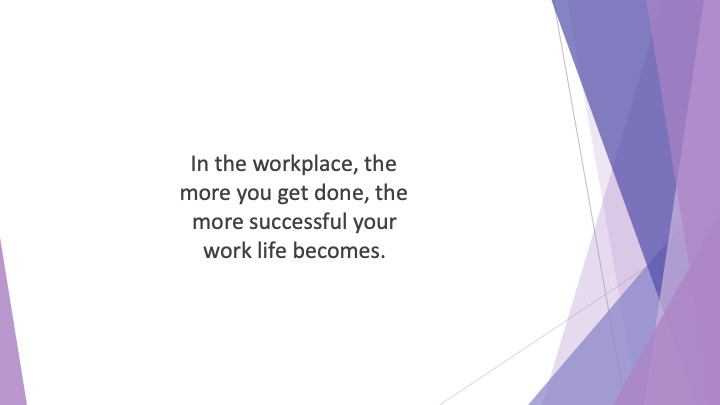 In the workplace, the
more you get done, the
more successful your
work life becomes.